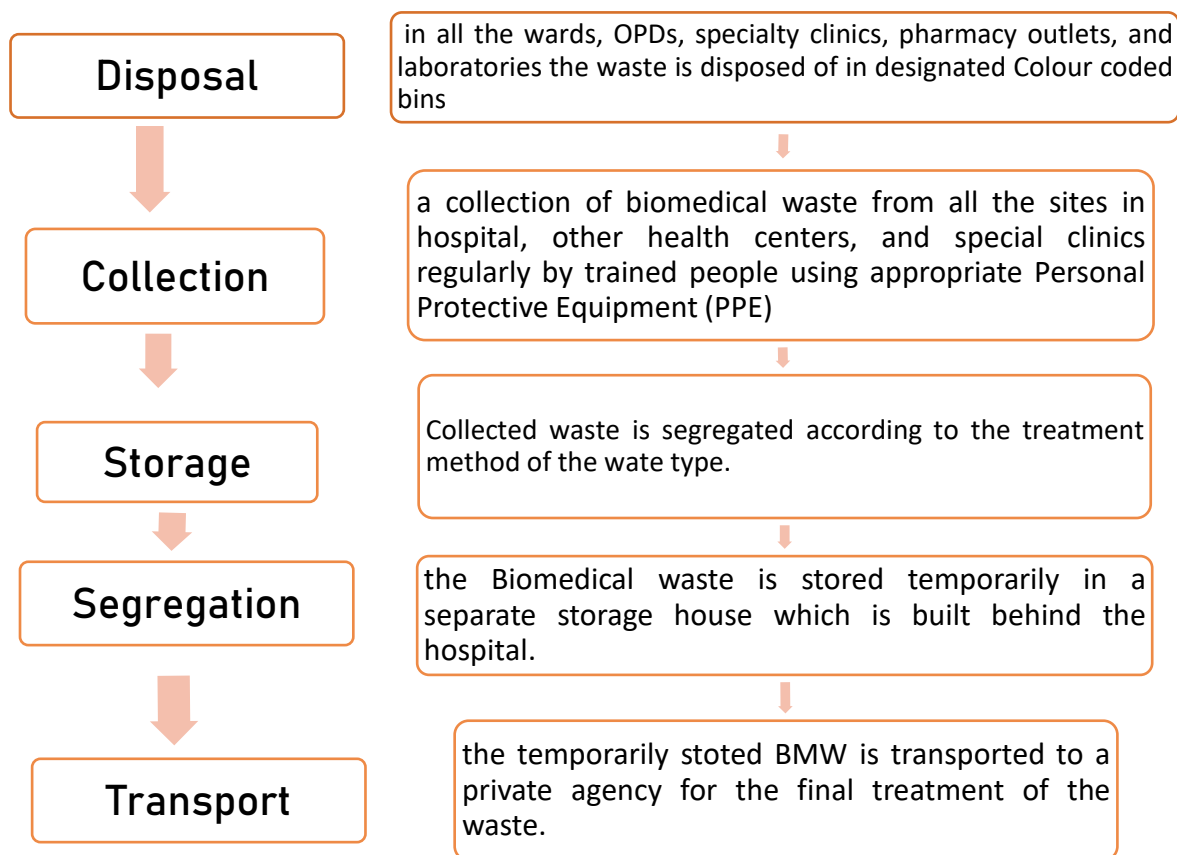 Disposal
in all the wards, OPDs, specialty clinics, pharmacy outlets, and
laboratories the waste is disposed of in designated Colour coded
bins
Collection
a collection of biomedical waste from all the sites in
hospital, other health centers, and special clinics
regularly by trained people using appropriate Personal
Protective Equipment (PPE)
Storage
Collected waste is segregated according to the treatment
method of the wate type.
Segregation
the Biomedical waste is stored temporarily in a
separate storage house which is built behind the
hospital.
Transport
the temporarily stoted BMW is transported to a
private agency for the final treatment of the
waste.